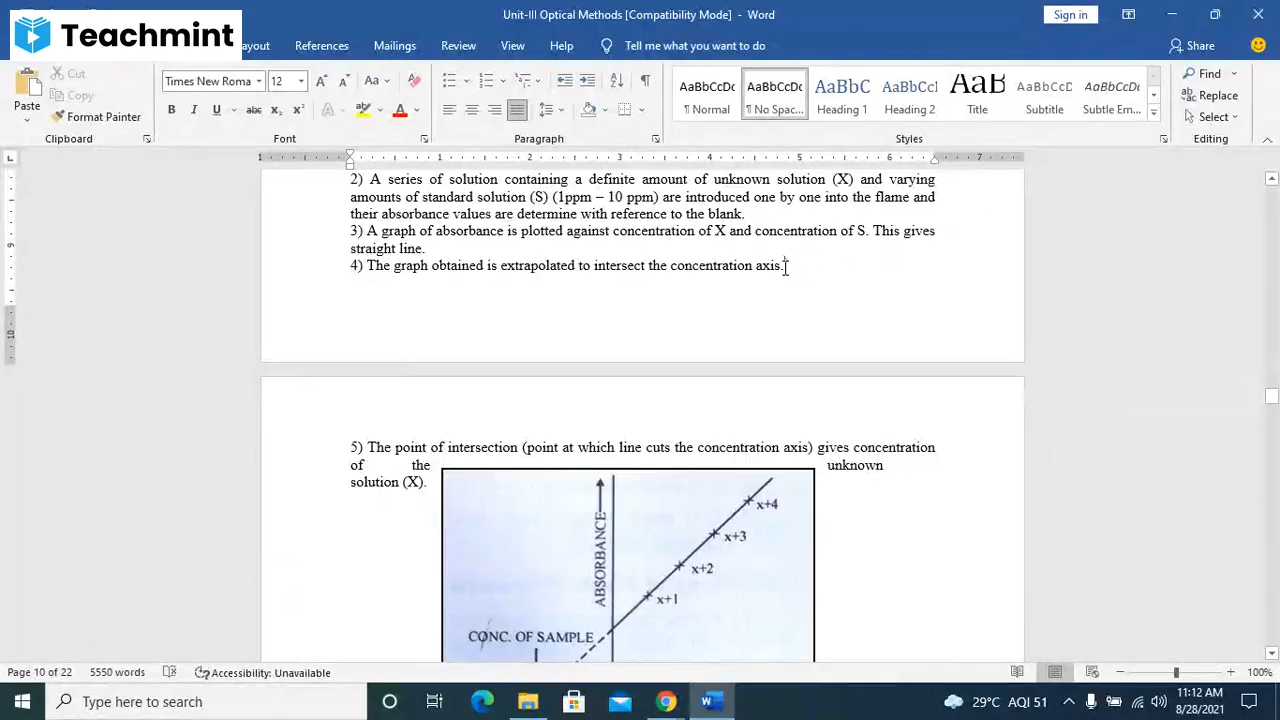 Unit-III Optical Methods [Compatibility Mode] - Word
Sign in
Teachmint
ayout References Mailings Review View Help Tell me what you want to do
Share
Paste
Cut
Copy
Format Painter
Clipboard
Times New Roma 12
Font
Paragraph
AaBbCcDc AaBbCcDc AaBbC AaBbCcI AaB AaBbCcC AaBbCcDc
¶ Normal ¶ No Spac... Heading 1 Heading 2 Title Subtitle Subtle Em...
Styles
Find
Replace
Select
Editing
2) A series of solution containing a definite amount of unknown solution (X) and varying
amounts of standard solution (S) (1ppm – 10 ppm) are introduced one by one into the flame and
their absorbance values are determine with reference to the blank.
3) A graph of absorbance is plotted against concentration of X and concentration of S. This gives
straight line.
4) The graph obtained is extrapolated to intersect the concentration axis.
5) The point of intersection (point at which line cuts the concentration axis) gives concentration
of the unknown
solution (X).
ABSORBANCE
x+4
x+3
x+2
x+1
CONC. OF SAMPLE
Page 10 of 22 5550 words Accessibility: Unavailable
100%
Type here to search
29°C AQI 51
11:12 AM
8/28/2021